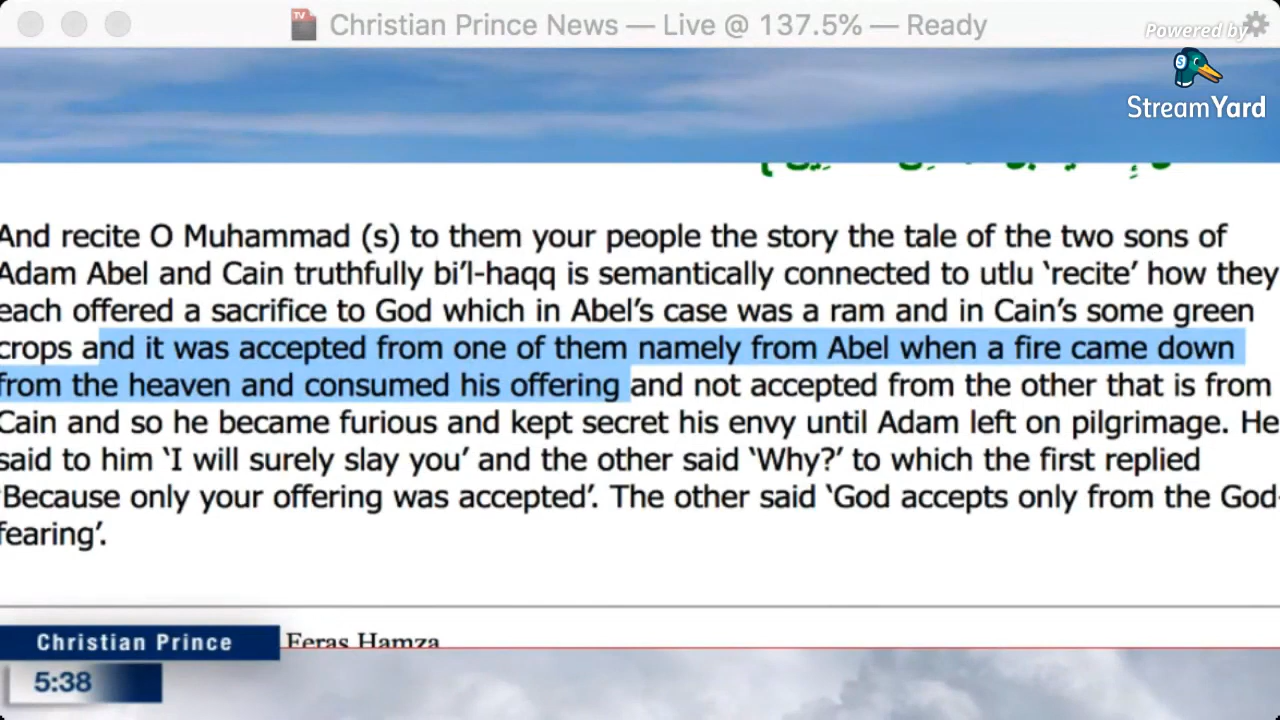 Christian Prince News — Live @ 137.5% — Ready
Powered by
StreamYard
And recite O Muhammad (s) to them your people the story the tale of the two sons of
Adam Abel and Cain truthfully bi’l-haqq is semantically connected to utlu ‘recite’ how they
each offered a sacrifice to God which in Abel’s case was a ram and in Cain’s some green
crops and it was accepted from one of them namely from Abel when a fire came down
from the heaven and consumed his offering and not accepted from the other that is from
Cain and so he became furious and kept secret his envy until Adam left on pilgrimage. He
said to him ‘I will surely slay you’ and the other said ‘Why?’ to which the first replied
‘Because only your offering was accepted’. The other said ‘God accepts only from the God-
fearing’.
Feras Hamza
Christian Prince
5:38